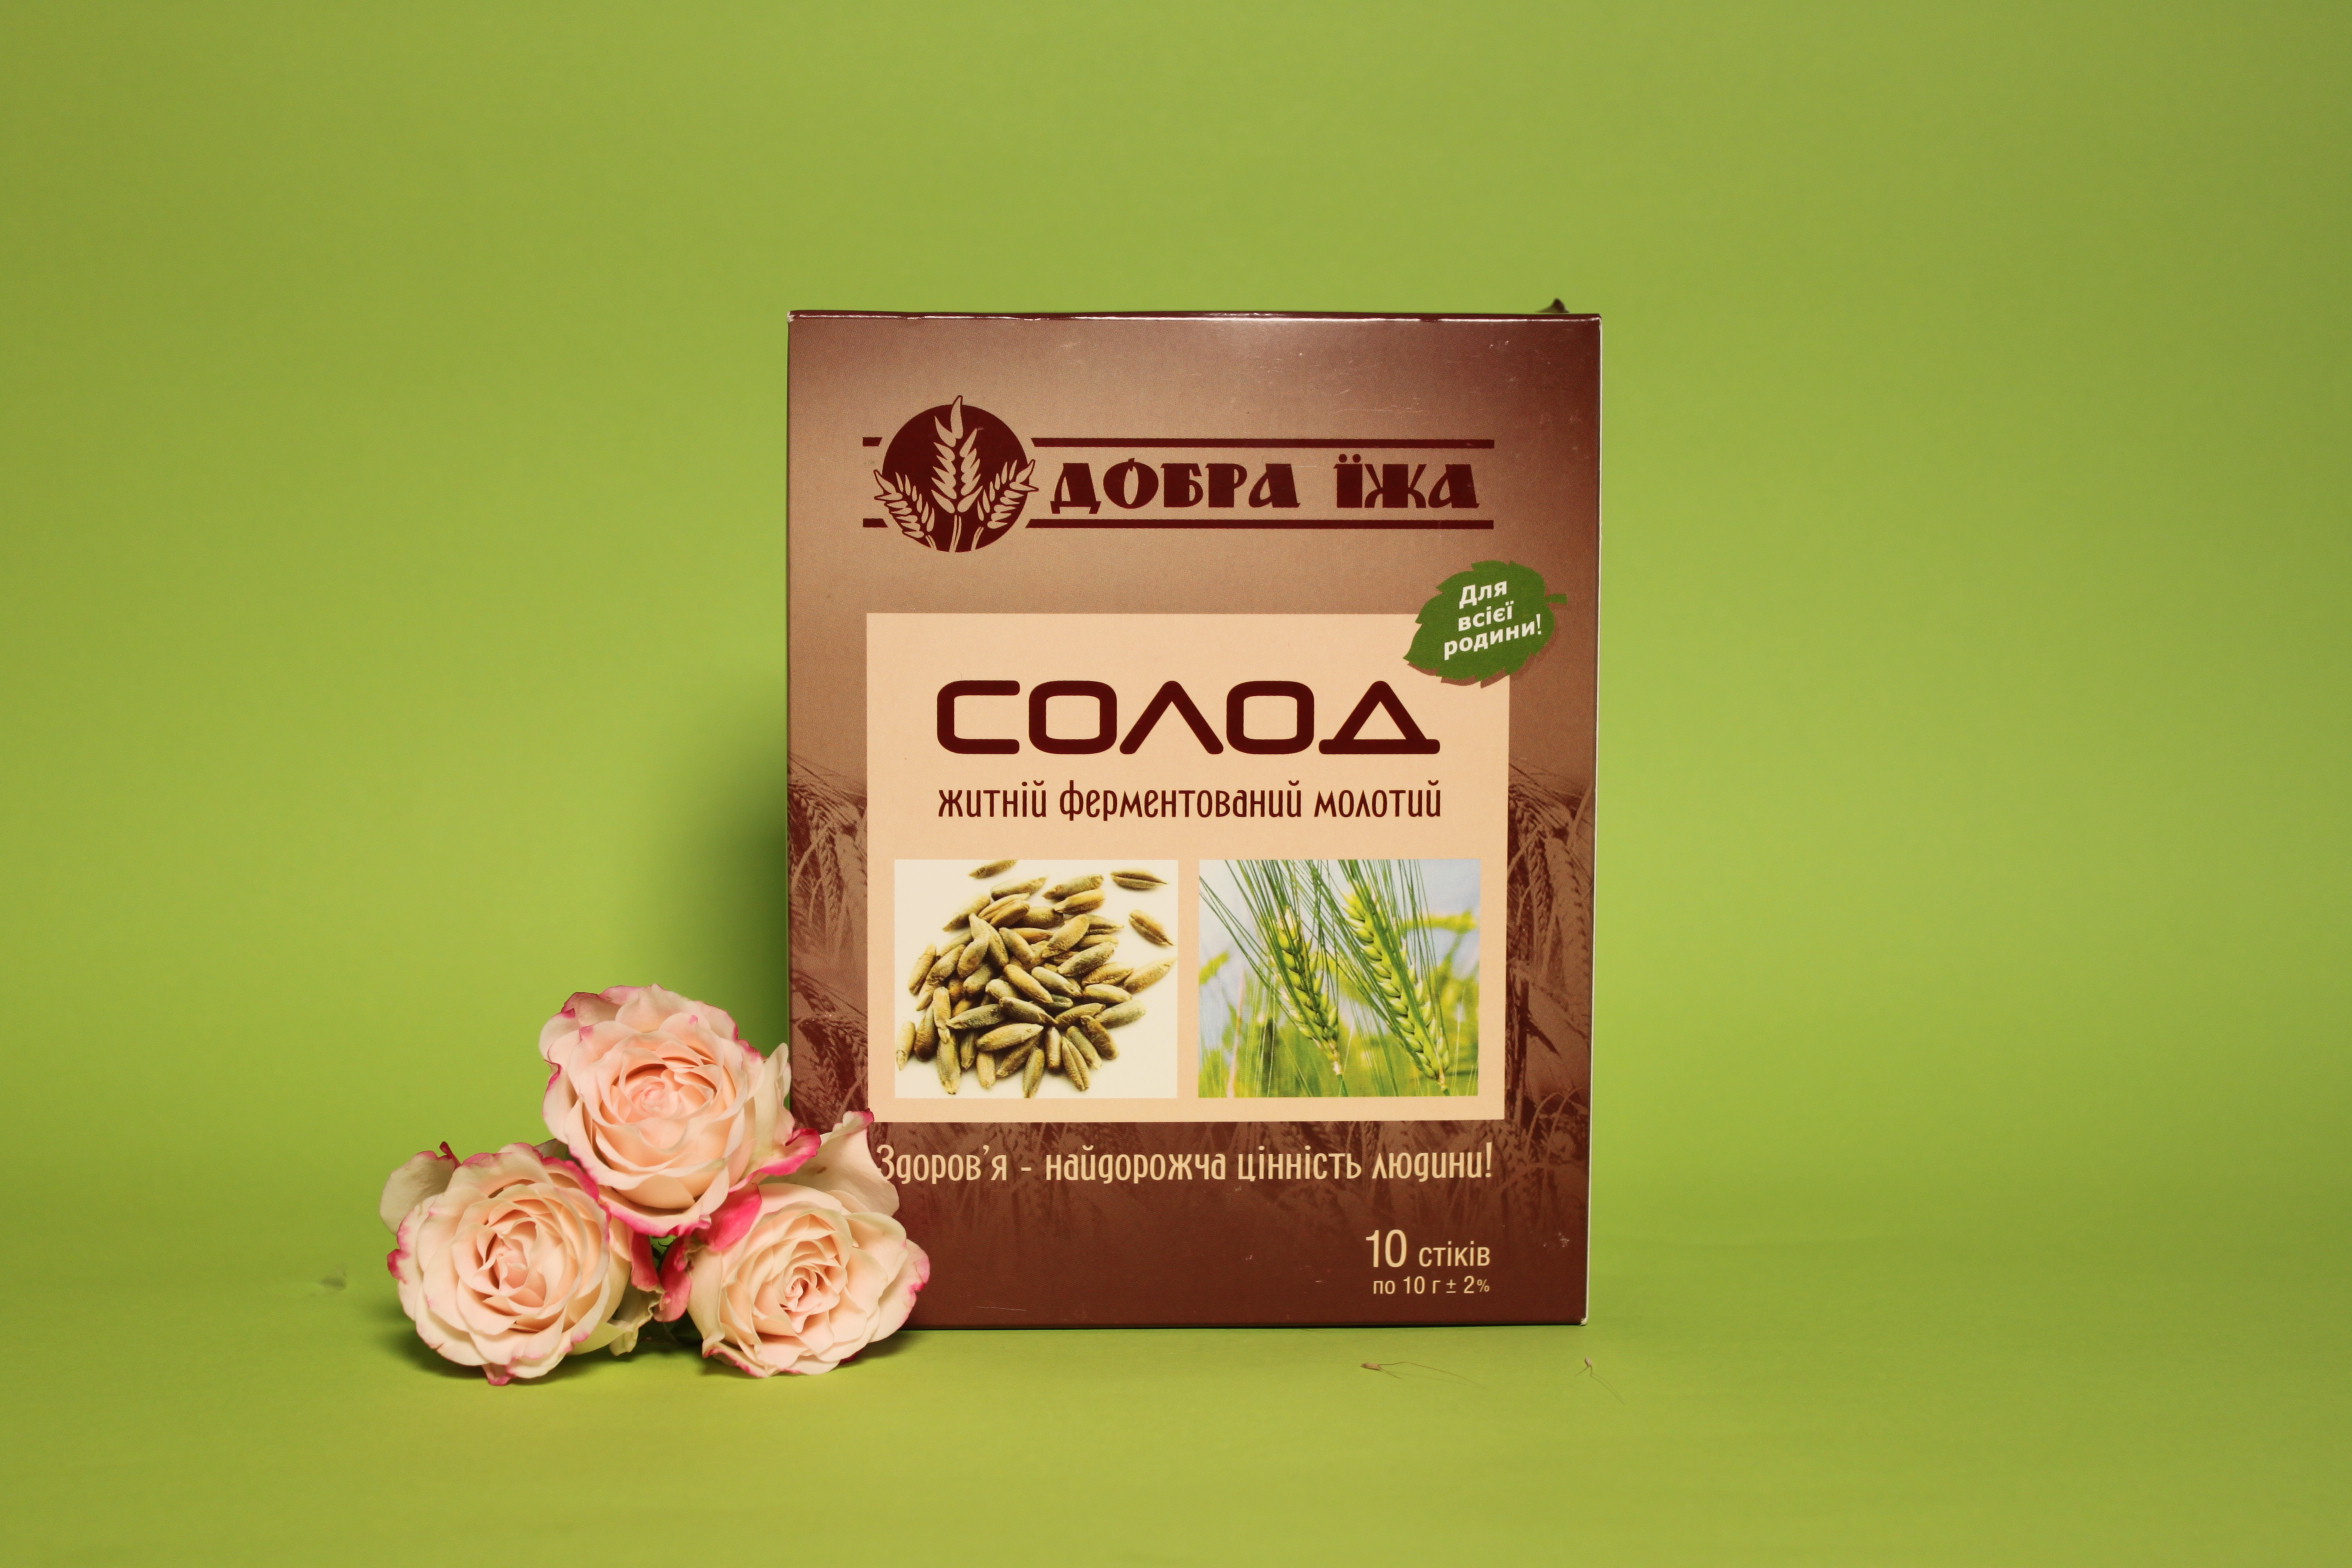 ДОБРА ЇЖА
Для
всієї
родини!
СОЛОД
житній ферментований молотий
Здоров'я - найдорожча цінність людини!
10 стіків
по 10 г ± 2%